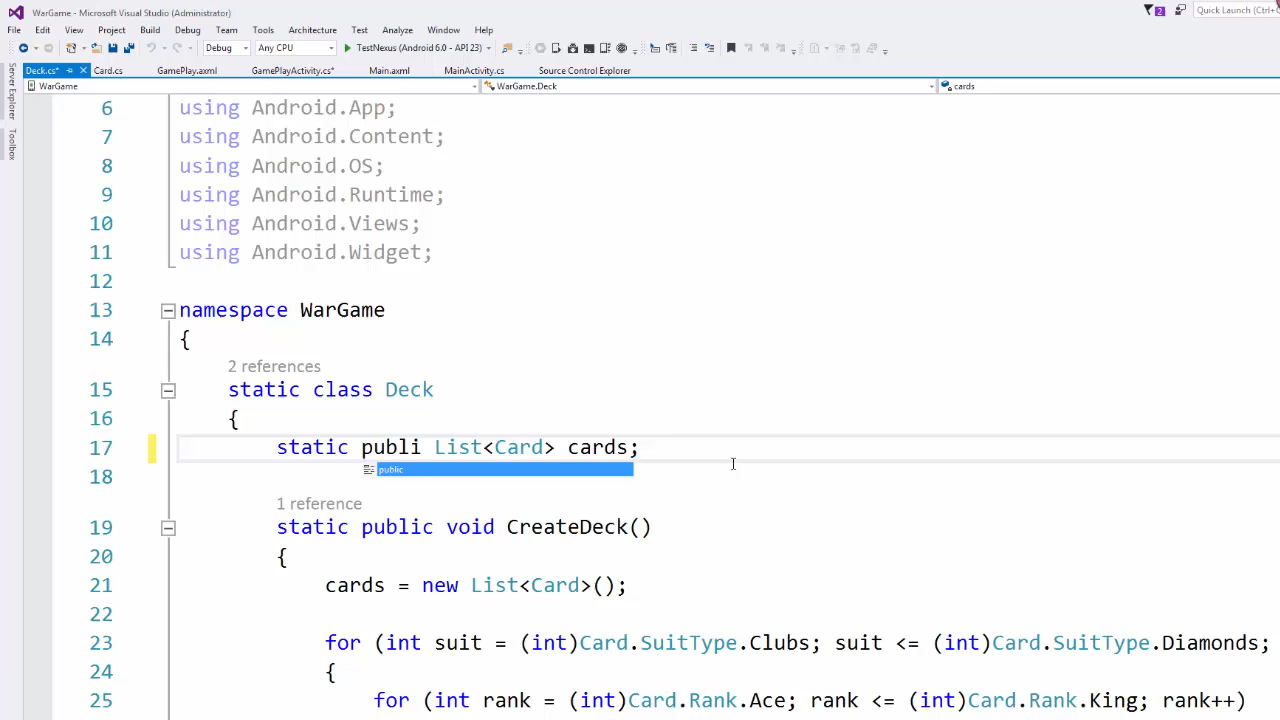 WarGame - Microsoft Visual Studio (Administrator)
2
Quick Launch (Ctrl+
File Edit View Project Build Debug Team Tools Architecture Test Analyze Window Help
Debug Any CPU TestNexus (Android 6.0 - API 23)
Deck.cs* Card.cs GamePlay.axml GamePlayActivity.cs* Main.axml MainActivity.cs Source Control Explorer
WarGame WarGame.Deck cards
Server Explorer
Toolbox
6 using Android.App;
7 using Android.Content;
8 using Android.OS;
9 using Android.Runtime;
10 using Android.Views;
11 using Android.Widget;
12
13 namespace WarGame
14 {
2 references
15 static class Deck
16 {
17 static publi List<Card> cards;
public
18
1 reference
19 static public void CreateDeck()
20 {
21 cards = new List<Card>();
22
23 for (int suit = (int)Card.SuitType.Clubs; suit <= (int)Card.SuitType.Diamonds;
24 {
25 for (int rank = (int)Card.Rank.Ace; rank <= (int)Card.Rank.King; rank++)